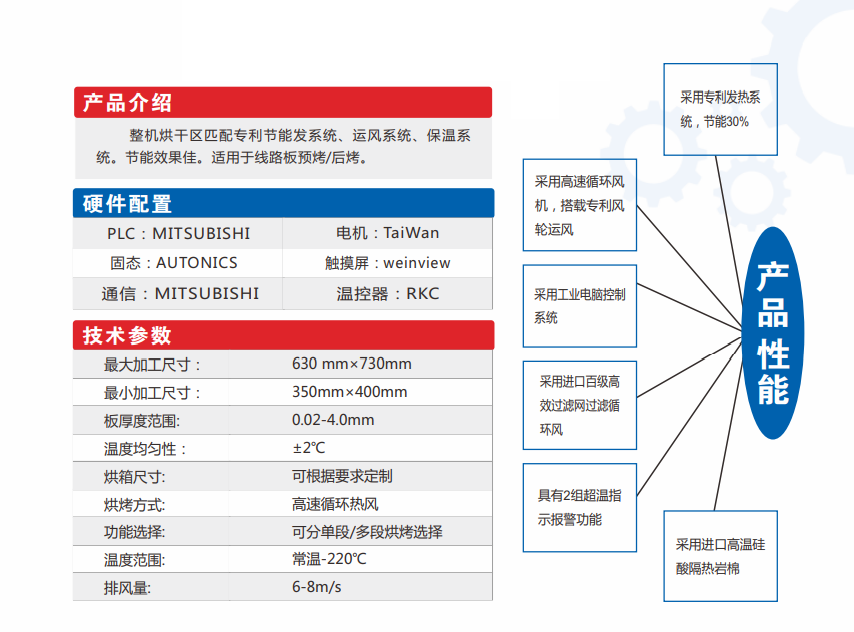 产品介绍
整机烘干区匹配专利节能发系统、运风系统、保温系
统。节能效果佳。适用于线路板预烤/后烤。
硬件配置
PLC：MITSUBISHI 电机：TaiWan
固态：AUTONICS 触摸屏：weinview
通信：MITSUBISHI 温控器：RKC
技术参数
最大加工尺寸： 630 mm×730mm
最小加工尺寸： 350mm×400mm
板厚度范围: 0.02-4.0mm
温度均匀性： ±2℃
烘箱尺寸: 可根据要求定制
烘烤方式: 高速循环热风
功能选择: 可分单段/多段烘烤选择
温度范围: 常温-220℃
排风量: 6-8m/s
采用专利发热系
统，节能30%
采用高速循环风
机，搭载专利风
轮运风
采用工业电脑控制
系统
采用进口百级高
效过滤网过滤循
环风
具有2组超温指
示报警功能
采用进口高温硅
酸隔热岩棉
产品性能